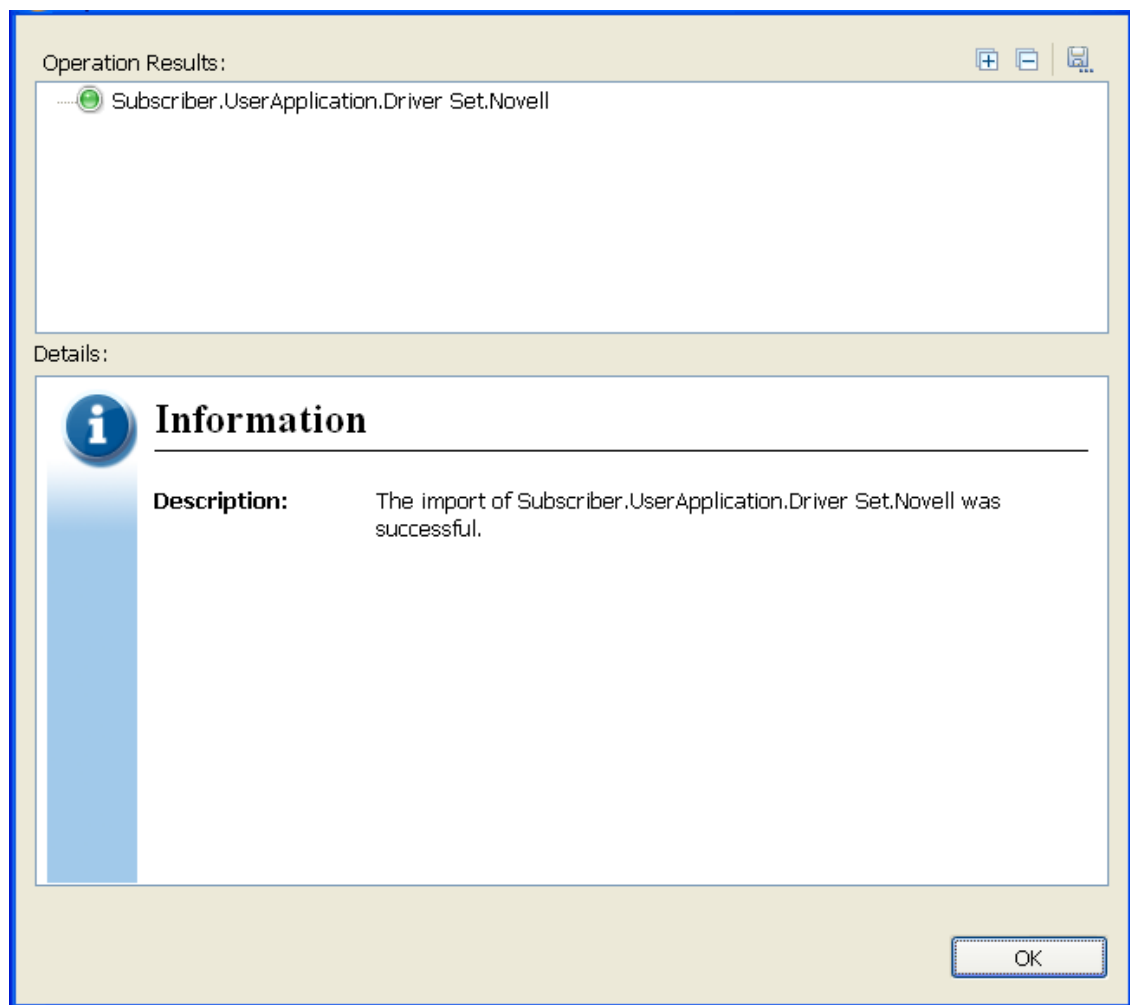 Operation Results:
Subscriber.UserApplication.Driver Set.Novell
Details:
Information
Description:
The import of Subscriber.UserApplication.Driver Set.Novell was
successful.
OK